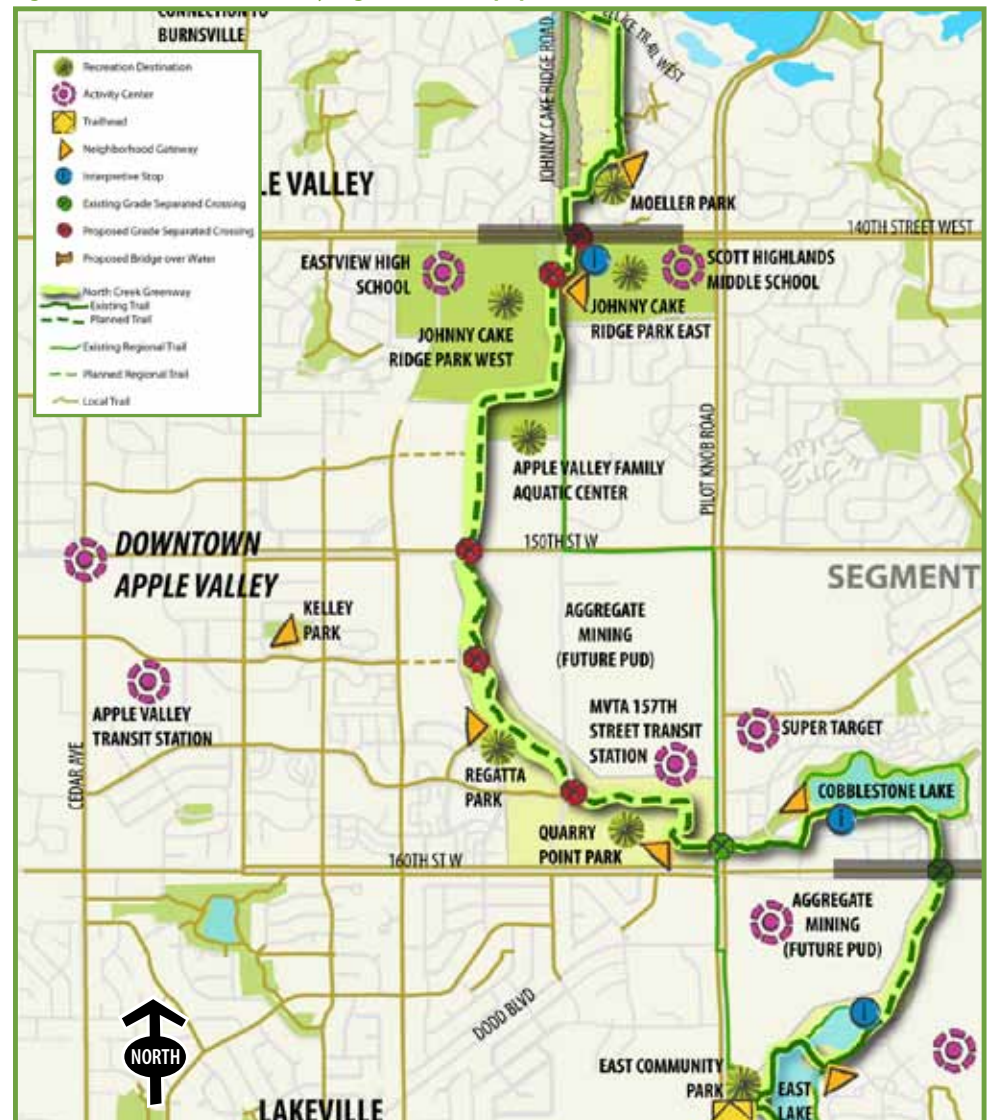 CONNECTION TO
BURNSVILLE
Recreation Destination
Activity Center
Trailhead
Neighborhood Gateway
Interpretive Stop
Existing Grade Separated Crossing
Proposed Grade Separated Crossing
Proposed Bridge over Water
North Creek Greenway
Existing Trail
Planned Trail
Existing Regional Trail
Planned Regional Trail
Local Trail
LE VALLEY
JOHNNY CAKE RIDGE ROAD
TRAIL WEST
MOELLER PARK
140TH STREET WEST
EASTVIEW HIGH
SCHOOL
SCOTT HIGHLANDS
MIDDLE SCHOOL
JOHNNY CAKE
RIDGE PARK WEST
JOHNNY CAKE
RIDGE PARK EAST
PILOT KNOB ROAD
APPLE VALLEY FAMILY
AQUATIC CENTER
150TH ST W
DOWNTOWN
APPLE VALLEY
SEGMENT
KELLEY
PARK
AGGREGATE
MINING
(FUTURE PUD)
APPLE VALLEY
TRANSIT STATION
MVTA 157TH
STREET TRANSIT
STATION
SUPER TARGET
CEDAR AVE
REGATTA
PARK
COBBLESTONE LAKE
QUARRY
POINT PARK
160TH ST W
AGGREGATE
MINING
(FUTURE PUD)
DODD BLVD
NORTH
EAST COMMUNITY
PARK
EAST
LAKE
LAKEVILLE